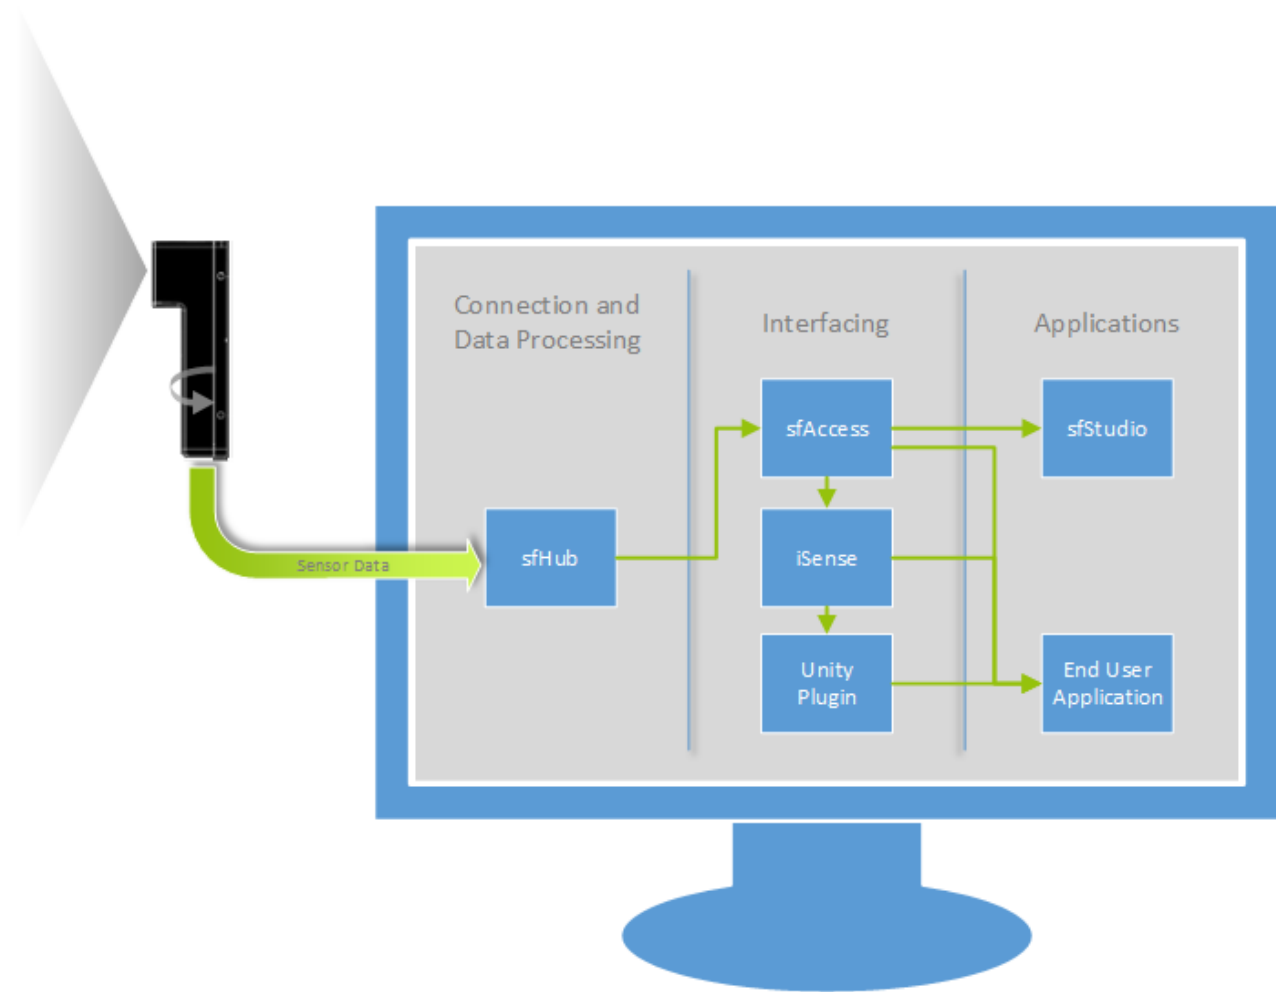 Connection and
Data Processing
Interfacing
Applications
sfAccess
sfStudio
sfHub
iSense
Sensor Data
Unity
Plugin
End User
Application